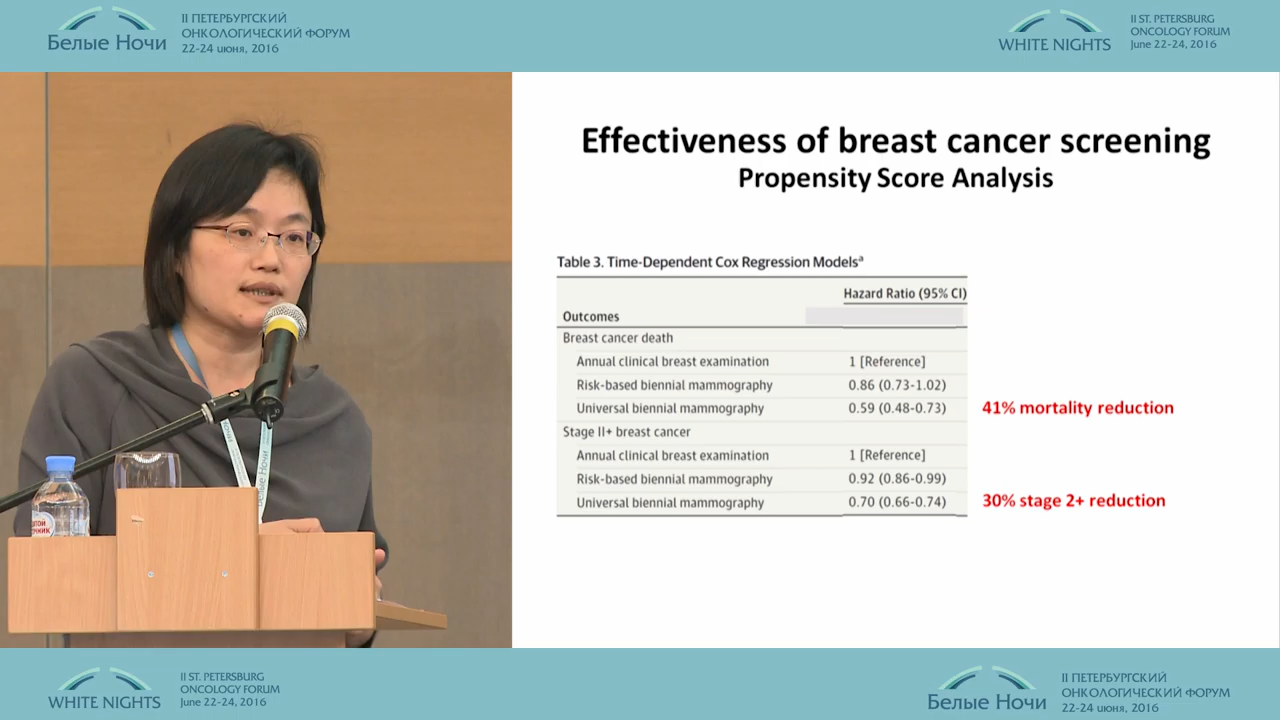 II ПЕТЕРБУРГСКИЙ
ОНКОЛОГИЧЕСКИЙ ФОРУМ
Белые Ночи
22-24 июня, 2016
II ST. PETERSBURG
ONCOLOGY FORUM
WHITE NIGHTS
June 22-24, 2016
Effectiveness of breast cancer screening
Propensity Score Analysis
Table 3. Time-Dependent Cox Regression Modelsª
Hazard Ratio (95% CI)
Outcomes
Breast cancer death
Annual clinical breast examination 1 [Reference]
Risk-based biennial mammography 0.86 (0.73-1.02)
Universal biennial mammography 0.59 (0.48-0.73) 41% mortality reduction
Stage II+ breast cancer
Annual clinical breast examination 1 [Reference]
Risk-based biennial mammography 0.92 (0.86-0.99)
Universal biennial mammography 0.70 (0.66-0.74) 30% stage 2+ reduction
II ST. PETERSBURG
ONCOLOGY FORUM
WHITE NIGHTS
June 22-24, 2016
II ПЕТЕРБУРГСКИЙ
ОНКОЛОГИЧЕСКИЙ ФОРУМ
Белые Ночи
22-24 июня, 2016